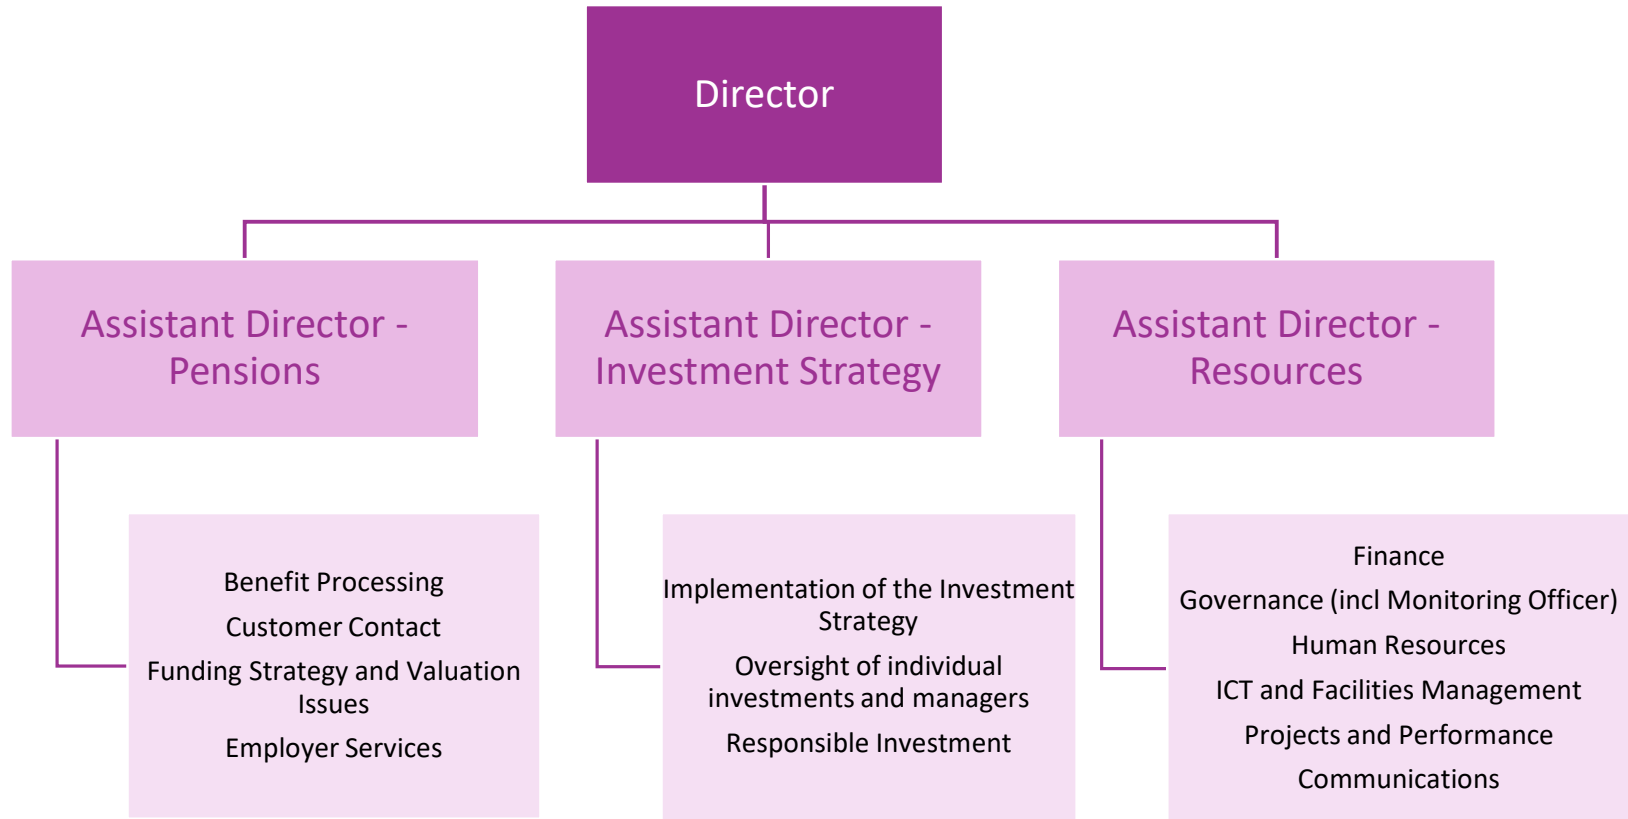 Director
Assistant Director -
Pensions
Assistant Director -
Investment Strategy
Assistant Director -
Resources
Benefit Processing
Customer Contact
Funding Strategy and Valuation
Issues
Employer Services
Implementation of the Investment
Strategy
Oversight of individual
investments and managers
Responsible Investment
Finance
Governance (incl Monitoring Officer)
Human Resources
ICT and Facilities Management
Projects and Performance
Communications